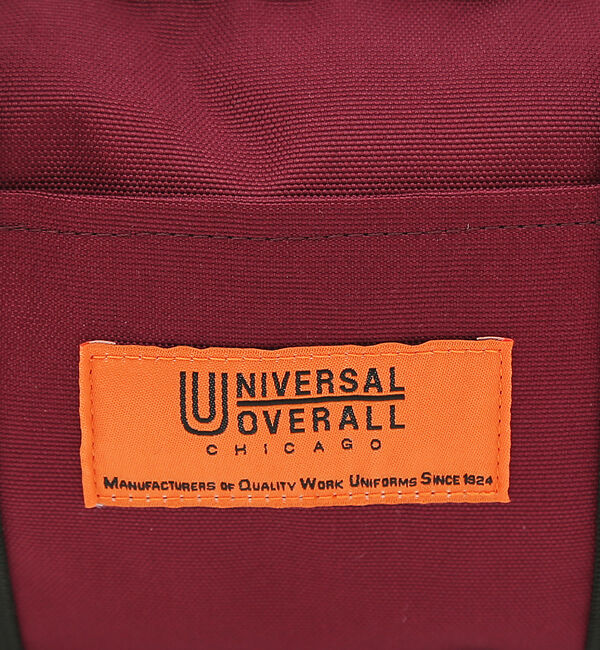 UNIVERSAL
OVERALL
CHICAGO
MANUFACTURERS OF QUALITY WORK UNIFORMS SINCE 1924